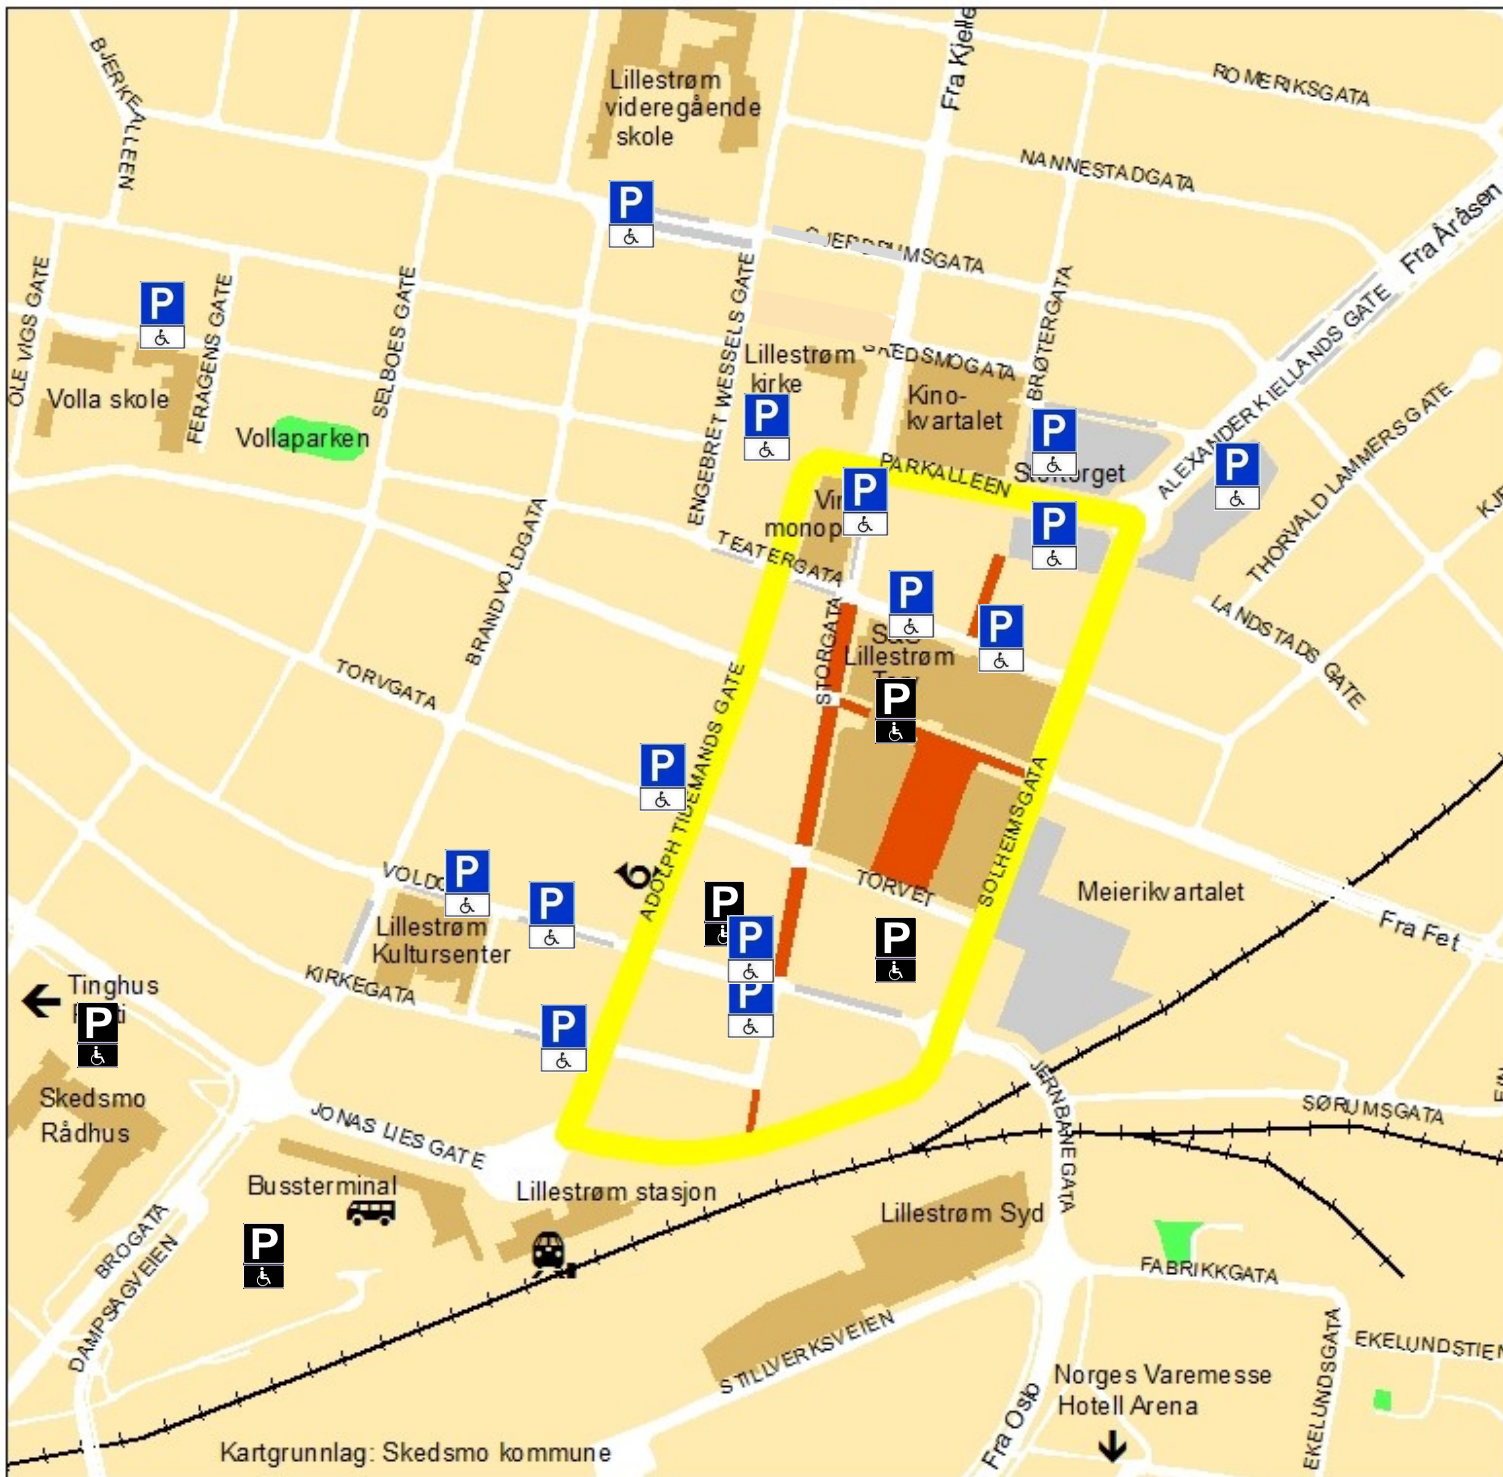 BJERKEALLEEN
Lillestrøm
videregående
skole
Fra Kjelle
ROMERIKSGATA
NANNESTADGATA
Fra Åråsen
P
GJERDRUMSGATA
OLE VIGS GATE
P
FERAGENS GATE
SELBOES GATE
ENGEBRET WESSELS GATE
BRØTERGATA
ALEXANDER KIELLANDS GATE
Volla skole
Vollaparken
Lillestrøm
kirke
P
SKEDSMOGATA
Kino-
kvartalet
P
Stortorget
P
THORVALD LAMMERS GATE
PARKALLEEN
P
P
TEATERGATA
BRANDVOLDGATA
STORGATA
P
P
Lillestrøm
LANDSTADS GATE
P
TORVGATA
P
ADOLPH TIDEMANDS GATE
SOLHEIMSGATA
TORVET
Meierikvartalet
Fra Fet
6
P
P
P
P
P
P
Lillestrøm
Kultursenter
KIRKEGATA
P
Tinghus
P
Skedsmo
Rådhus
JONAS LIES GATE
JERNBANEGATA
SØRUMSGATA
Bussterminal
Lillestrøm stasjon
Lillestrøm Syd
P
BROGATA
DAMPSAGVEIEN
FABRIKKGATA
STILLVERKSVEIEN
EKELUNDSGATA
EKELUNDSTIEN
Fra Oslo
Norges Varemesse
Hotell Arena
Kartgrunnlag: Skedsmo kommune